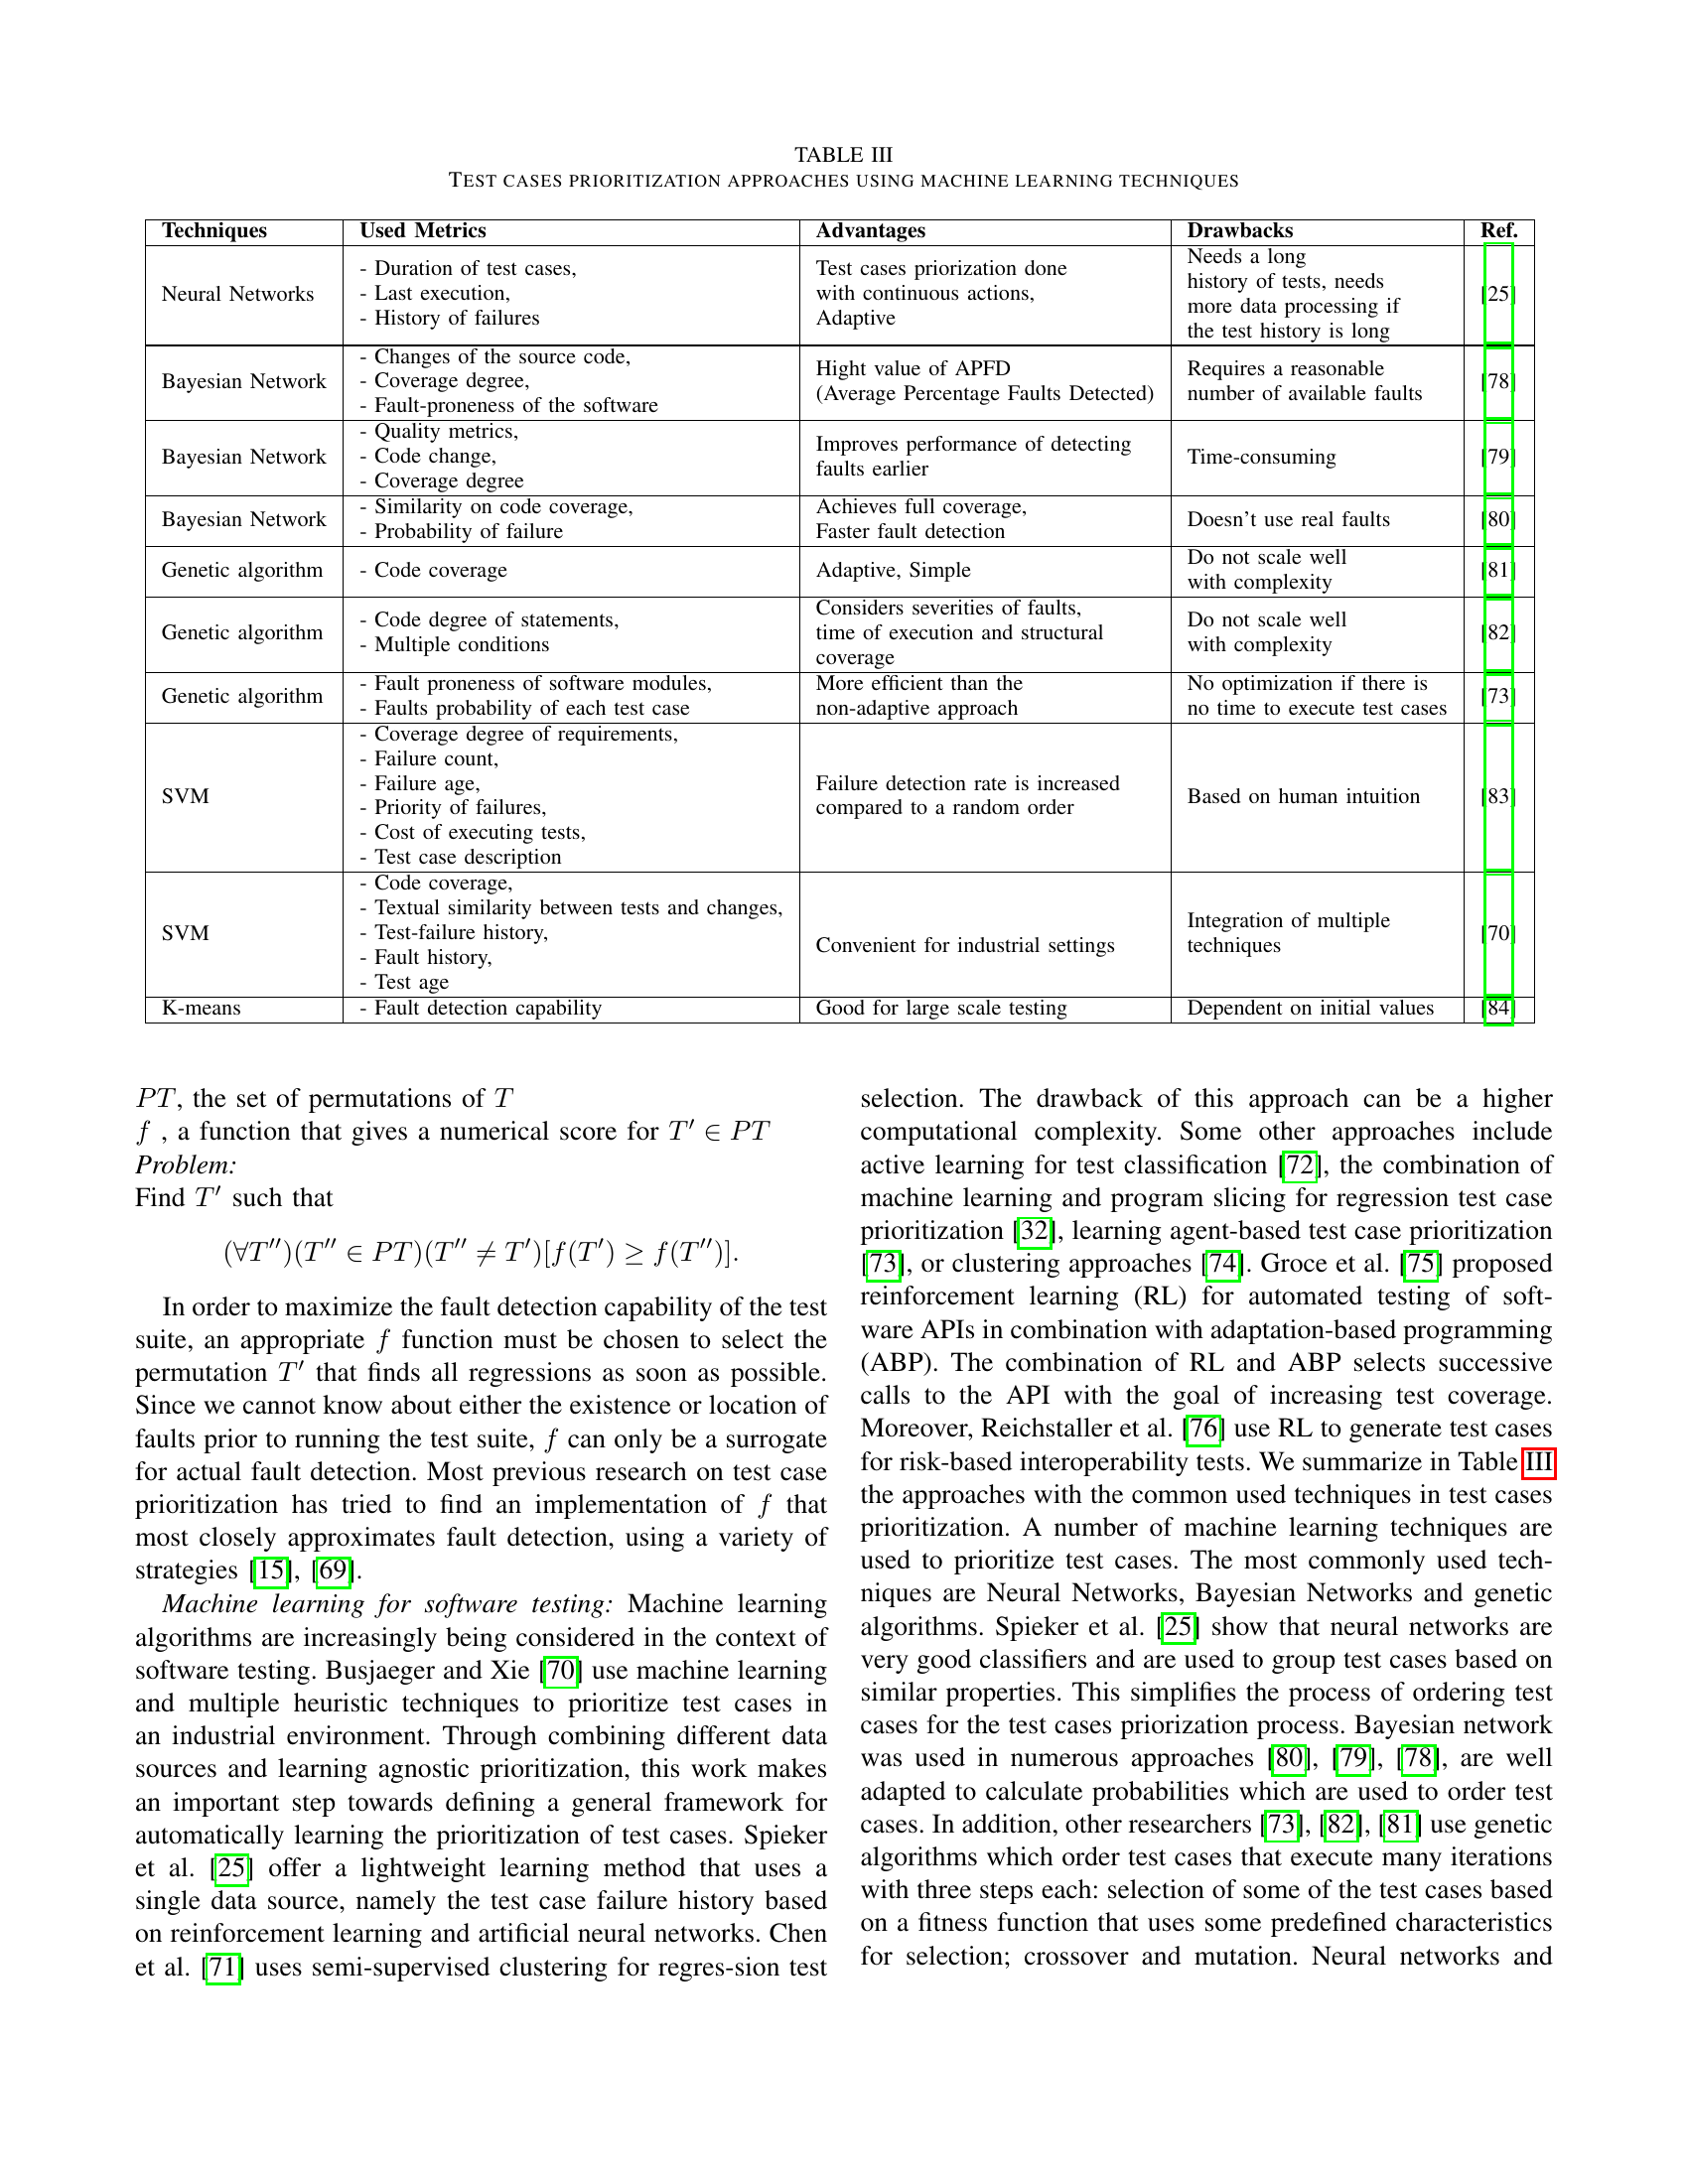 TABLE III
TEST CASES PRIORITIZATION APPROACHES USING MACHINE LEARNING TECHNIQUES
Techniques Used Metrics Advantages Drawbacks Ref.
Neural Networks
- Duration of test cases,
- Last execution,
- History of failures
Test cases priorization done
with continuous actions,
Adaptive
Needs a long
history of tests, needs
more data processing if
the test history is long
[25]
Bayesian Network
- Changes of the source code,
- Coverage degree,
- Fault-proneness of the software
Hight value of APFD
(Average Percentage Faults Detected)
Requires a reasonable
number of available faults
[78]
Bayesian Network
- Quality metrics,
- Code change,
- Coverage degree
Improves performance of detecting
faults earlier
Time-consuming
[79]
Bayesian Network
- Similarity on code coverage,
- Probability of failure
Achieves full coverage,
Faster fault detection
Doesn't use real faults
[80]
Genetic algorithm
- Code coverage
Adaptive, Simple
Do not scale well
with complexity
[81]
Genetic algorithm
- Code degree of statements,
- Multiple conditions
Considers severities of faults,
time of execution and structural
coverage
Do not scale well
with complexity
[82]
Genetic algorithm
- Fault proneness of software modules,
- Faults probability of each test case
More efficient than the
non-adaptive approach
No optimization if there is
no time to execute test cases
[73]
SVM
- Coverage degree of requirements,
- Failure count,
- Failure age,
- Priority of failures,
- Cost of executing tests,
- Test case description
Failure detection rate is increased
compared to a random order
Based on human intuition
[83]
SVM
- Code coverage,
- Textual similarity between tests and changes,
- Test-failure history,
- Fault history,
- Test age
Convenient for industrial settings
Integration of multiple
techniques
[70]
K-means
- Fault detection capability
Good for large scale testing
Dependent on initial values
[84]
PT, the set of permutations of T
f , a function that gives a numerical score for T′ ∈ PT
Problem:
Find T′ such that
(∀T′′)(T′′ ∈ PT)(T′′ ≠ T′)[f(T′) ≥ f(T′′)].
In order to maximize the fault detection capability of the test
suite, an appropriate f function must be chosen to select the
permutation T′ that finds all regressions as soon as possible.
Since we cannot know about either the existence or location of
faults prior to running the test suite, f can only be a surrogate
for actual fault detection. Most previous research on test case
prioritization has tried to find an implementation of f that
most closely approximates fault detection, using a variety of
strategies [15], [69].
Machine learning for software testing: Machine learning
algorithms are increasingly being considered in the context of
software testing. Busjaeger and Xie [70] use machine learning
and multiple heuristic techniques to prioritize test cases in
an industrial environment. Through combining different data
sources and learning agnostic prioritization, this work makes
an important step towards defining a general framework for
automatically learning the prioritization of test cases. Spieker
et al. [25] offer a lightweight learning method that uses a
single data source, namely the test case failure history based
on reinforcement learning and artificial neural networks. Chen
et al. [71] uses semi-supervised clustering for regres-sion test
selection. The drawback of this approach can be a higher
computational complexity. Some other approaches include
active learning for test classification [72], the combination of
machine learning and program slicing for regression test case
prioritization [32], learning agent-based test case prioritization
[73], or clustering approaches [74]. Groce et al. [75] proposed
reinforcement learning (RL) for automated testing of soft-
ware APIs in combination with adaptation-based programming
(ABP). The combination of RL and ABP selects successive
calls to the API with the goal of increasing test coverage.
Moreover, Reichstaller et al. [76] use RL to generate test cases
for risk-based interoperability tests. We summarize in Table III
the approaches with the common used techniques in test cases
prioritization. A number of machine learning techniques are
used to prioritize test cases. The most commonly used tech-
niques are Neural Networks, Bayesian Networks and genetic
algorithms. Spieker et al. [25] show that neural networks are
very good classifiers and are used to group test cases based on
similar properties. This simplifies the process of ordering test
cases for the test cases priorization process. Bayesian network
was used in numerous approaches [80], [79], [78], are well
adapted to calculate probabilities which are used to order test
cases. In addition, other researchers [73], [82], [81] use genetic
algorithms which order test cases that execute many iterations
with three steps each: selection of some of the test cases based
on a fitness function that uses some predefined characteristics
for selection; crossover and mutation. Neural networks and